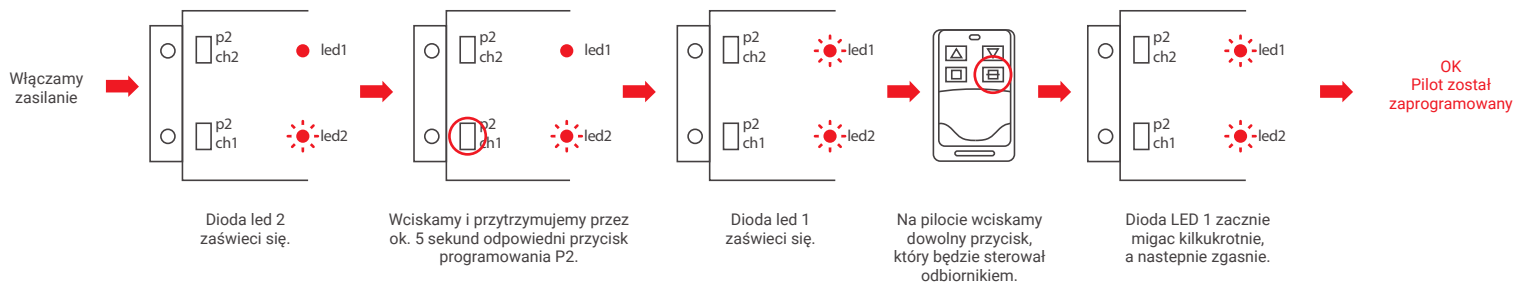 Włączamy
zasilanie
p2
ch2
led1
p2
ch1
led2
Dioda led 2
zaświeci się.
p2
ch2
led1
p2
ch1
led2
Wciskamy i przytrzymujemy przez
ok. 5 sekund odpowiedni przycisk
programowania P2.
p2
ch2
led1
p2
ch1
led2
Dioda led 1
zaświeci się.
Na pilocie wciskamy
dowolny przycisk,
który będzie sterował
odbiornikiem.
p2
ch2
led1
p2
ch1
led2
Dioda LED 1 zacznie
migac kilkukrotnie,
a nastepnie zgasnie.
OK
Pilot został
zaprogramowany